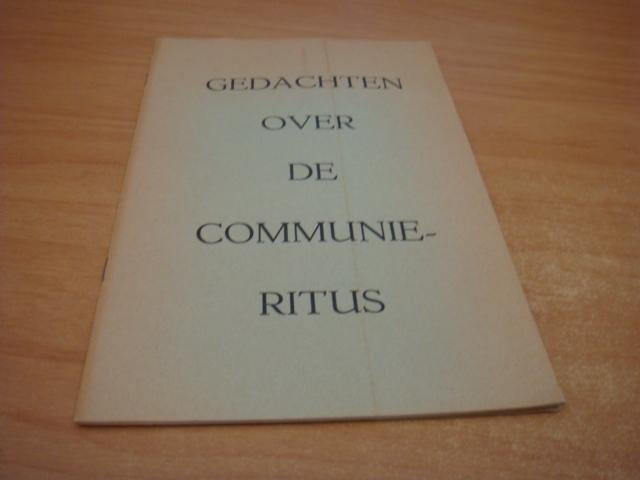 GEDACHTEN
OVER
DE
COMMUNIE-
RITUS